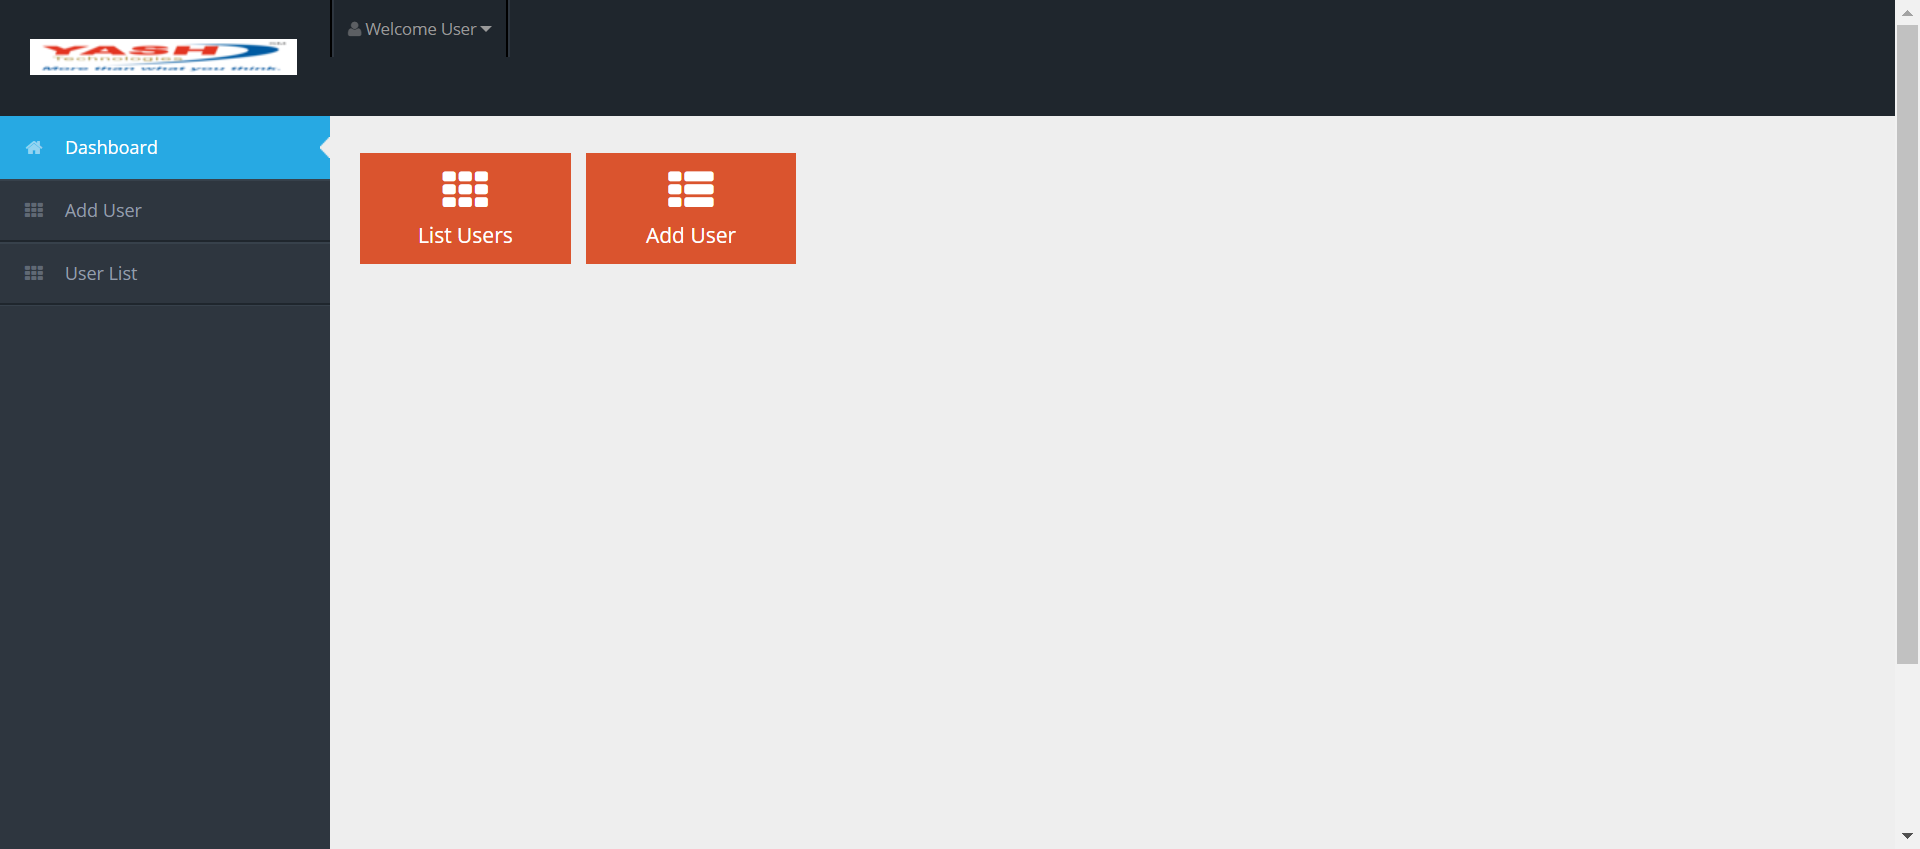 YASH
Technologies
More than what you think.
Welcome User
Dashboard
Add User
User List
List Users
Add User